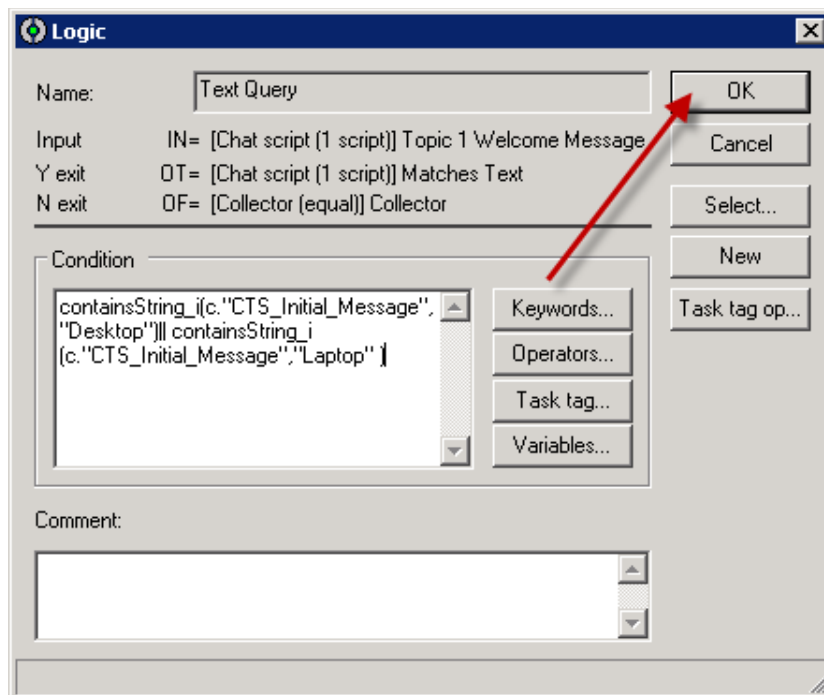 Logic
Name: Text Query
OK
Input IN= [Chat script (1 script)] Topic 1 Welcome Message
Cancel
Y exit OT= [Chat script (1 script)] Matches Text
N exit OF= [Collector (equal)] Collector
Select...
New
Task tag op...
Condition
containsString_i(c."CTS_Initial_Message",
"Desktop")|| containsString_i
(c."CTS_Initial_Message","Laptop" )
Keywords...
Operators...
Task tag...
Variables...
Comment: